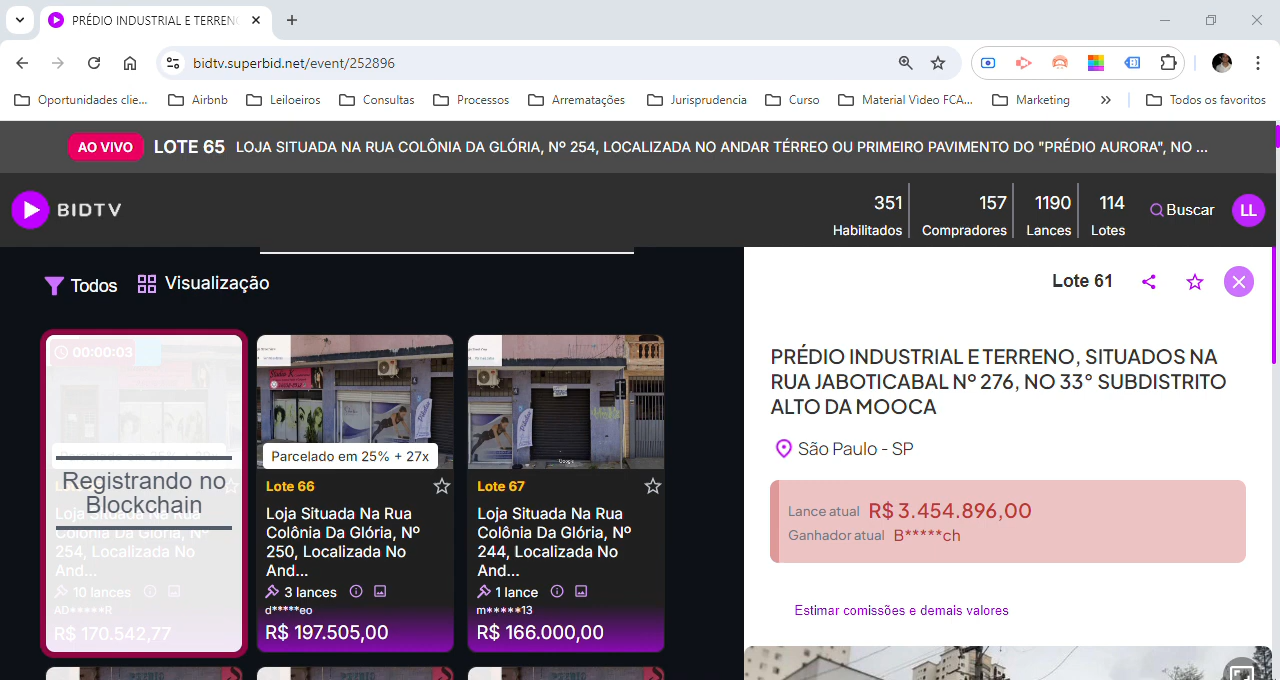 PRÉDIO INDUSTRIAL E TERREN
bidtv.superbid.net/event/252896
Oportunidades clie...
Airbnb
Leiloeiros
Consultas
Processos
Arrematações
Jurisprudencia
Curso
Material Video FCA...
Marketing
Todos os favoritos
AO VIVO LOTE 65 LOJA SITUADA NA RUA COLÔNIA DA GLÓRIA, Nº 254, LOCALIZADA NO ANDAR TÉRREO OU PRIMEIRO PAVIMENTO DO "PRÉDIO AURORA", NO ...
BIDTV
351
Habilitados
157
Compradores
1190
Lances
114
Lotes
Buscar
LL
Todos
Visualização
00:00:03
Parcelado em 25% + 27x
Registrando no
Blockchain
Loja Situada Na Rua
Colônia Da Glória, Nº
254, Localizada No
And...
10 lances
AD*****R
R$ 170.542,77
Parcelado em 25% + 27x
Lote 66
Loja Situada Na Rua
Colônia Da Glória, Nº
250, Localizada No
And...
3 lances
d*****eo
R$ 197.505,00
Google
Lote 67
Loja Situada Na Rua
Colônia Da Glória, Nº
244, Localizada No
And...
1 lance
m*****13
R$ 166.000,00
Lote 61
PRÉDIO INDUSTRIAL E TERRENO, SITUADOS NA
RUA JABOTICABAL Nº 276, NO 33° SUBDISTRITO
ALTO DA MOOCA
São Paulo - SP
Lance atual R$ 3.454.896,00
Ganhador atual B*****ch
Estimar comissões e demais valores